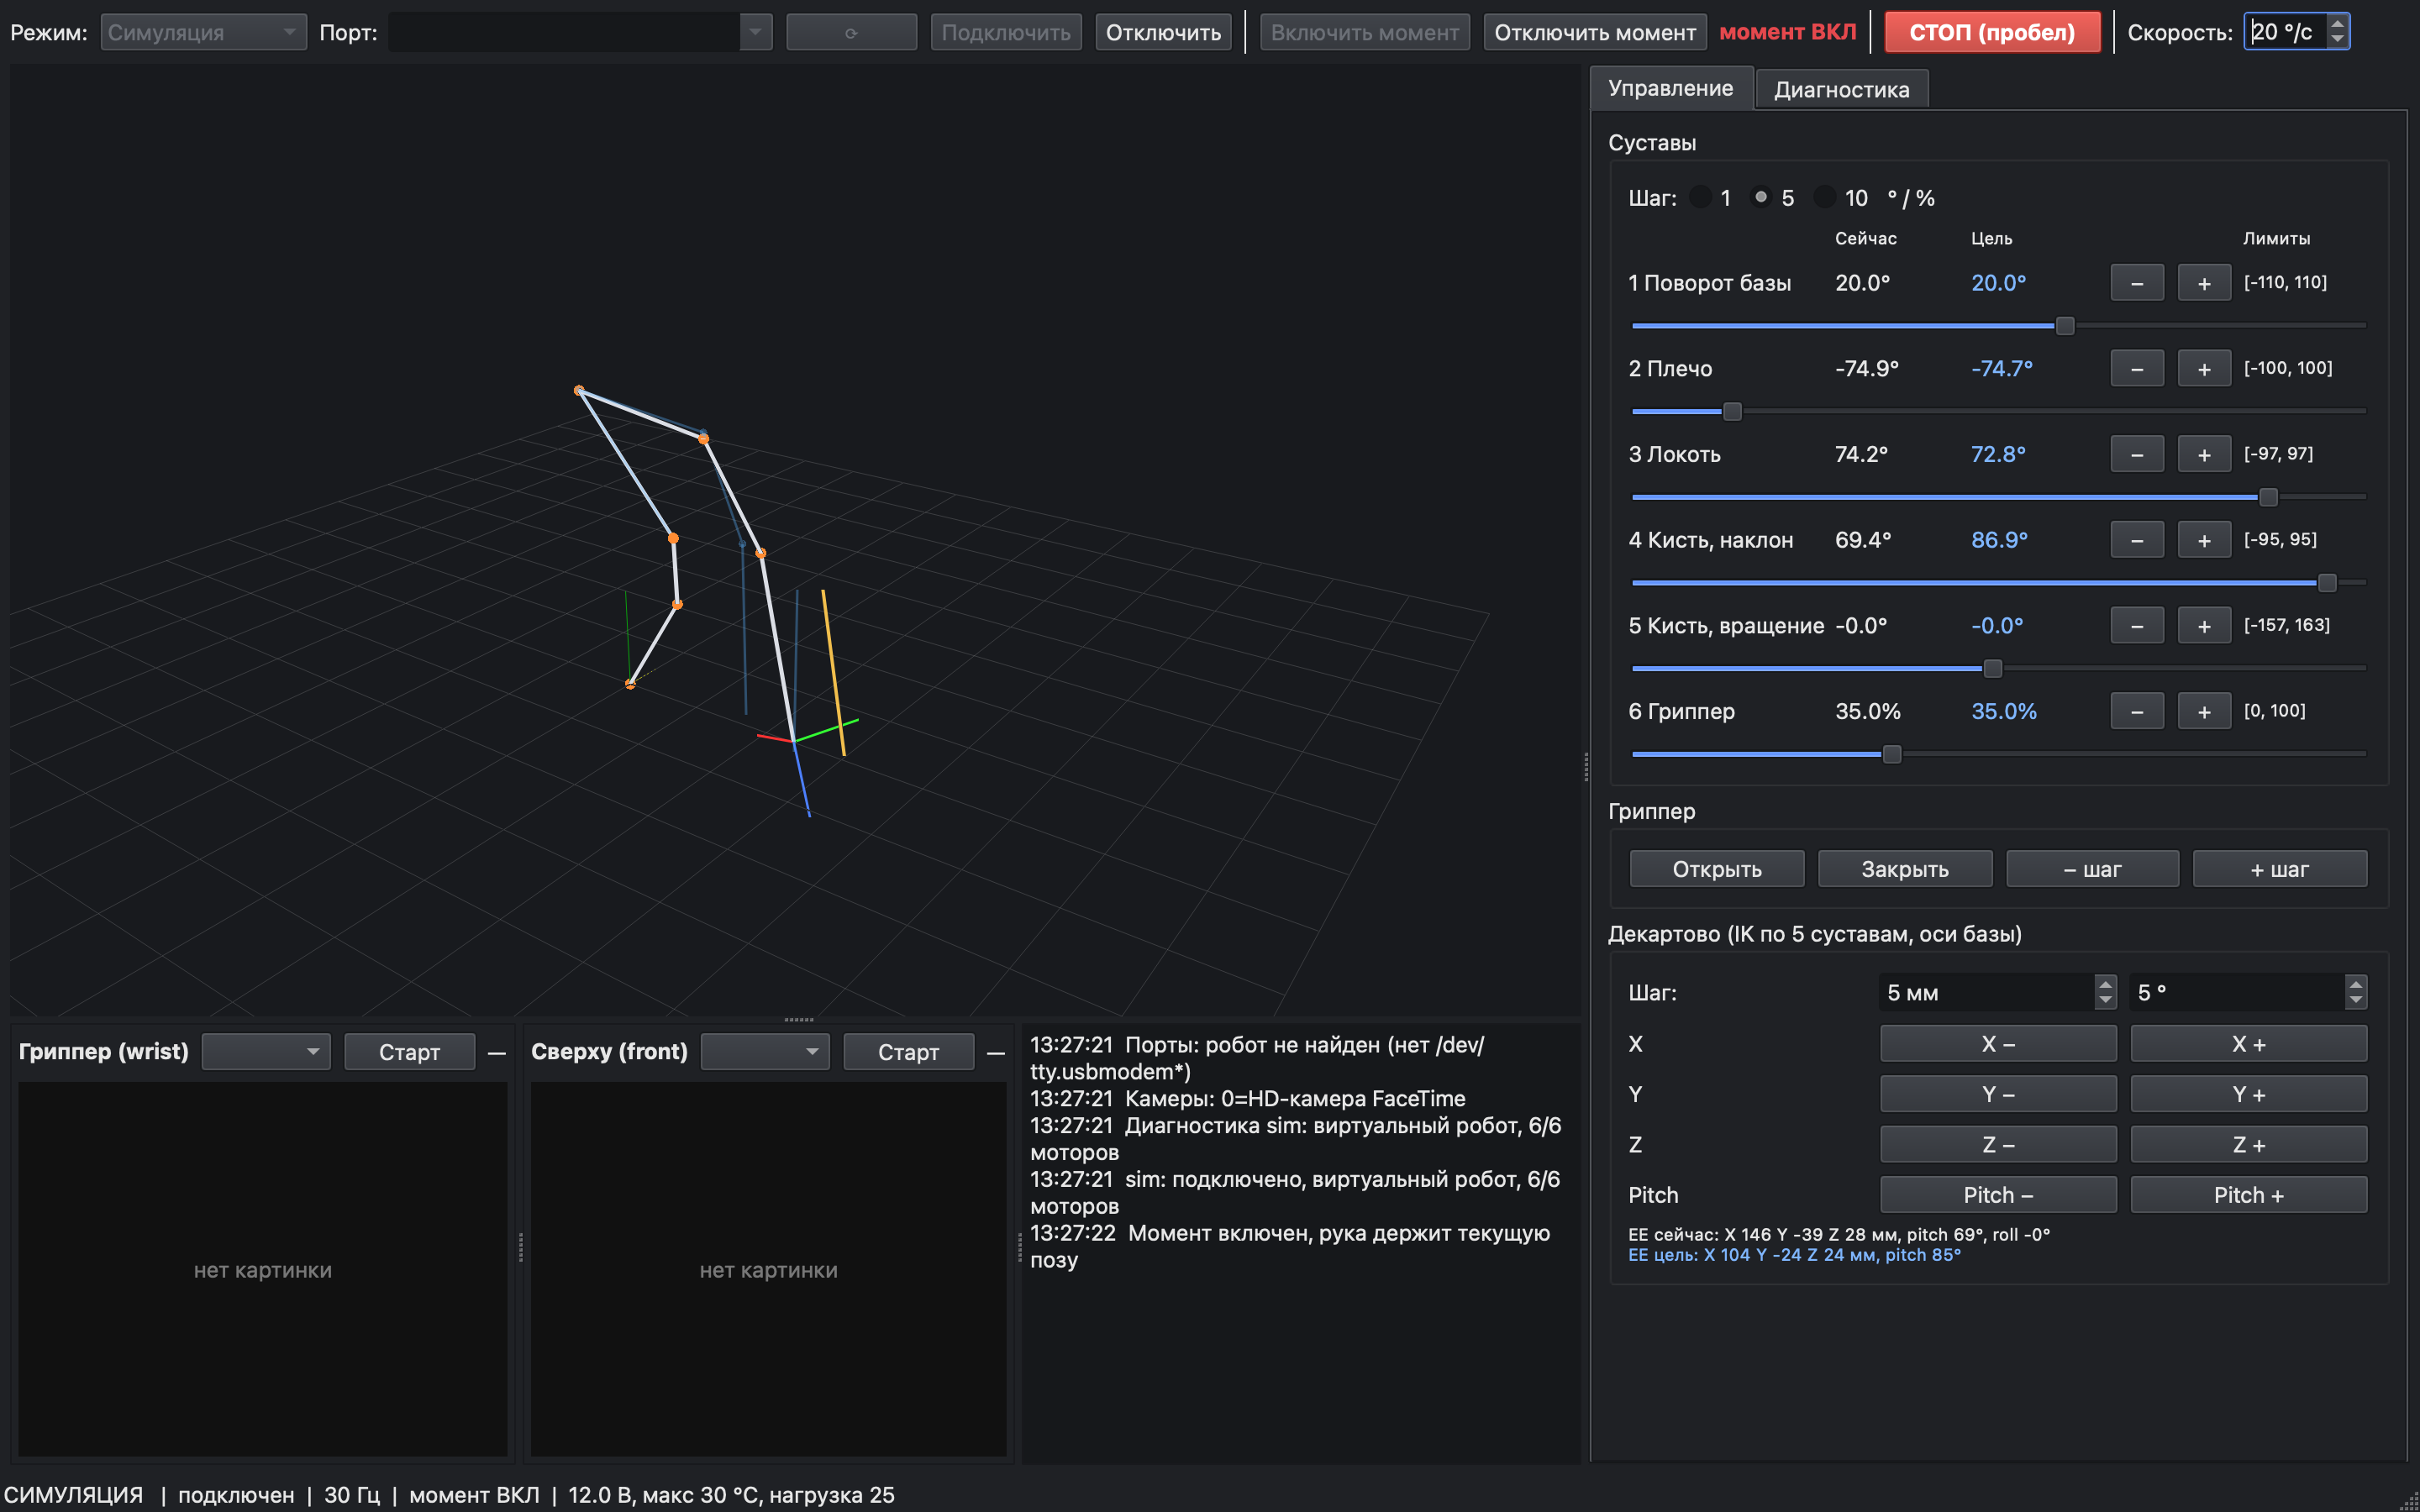 Режим: Симуляция Порт: ⟳ Подключить Отключить Включить момент Отключить момент момент ВКЛ СТОП (пробел) Скорость: 20 °/с
Управление Диагностика
Суставы
Шаг: 1 5 10 ° / %
Сейчас Цель Лимиты
1 Поворот базы 20.0° 20.0° – + [-110, 110]
2 Плечо -74.9° -74.7° – + [-100, 100]
3 Локоть 74.2° 72.8° – + [-97, 97]
4 Кисть, наклон 69.4° 86.9° – + [-95, 95]
5 Кисть, вращение -0.0° -0.0° – + [-157, 163]
6 Гриппер 35.0% 35.0% – + [0, 100]
Гриппер
Открыть Закрыть – шаг + шаг
Декартово (IK по 5 суставам, оси базы)
Шаг: 5 мм 5 °
X X – X +
Y Y – Y +
Z Z – Z +
Pitch Pitch – Pitch +
EE сейчас: X 146 Y -39 Z 28 мм, pitch 69°, roll -0°
EE цель: X 104 Y -24 Z 24 мм, pitch 85°
Гриппер (wrist) Старт —
нет картинки
Сверху (front) Старт —
нет картинки
13:27:21 Порты: робот не найден (нет /dev/
tty.usbmodem*)
13:27:21 Камеры: 0=HD-камера FaceTime
13:27:21 Диагностика sim: виртуальный робот, 6/6
моторов
13:27:21 sim: подключено, виртуальный робот, 6/6
моторов
13:27:22 Момент включен, рука держит текущую
позу
СИМУЛЯЦИЯ | подключен | 30 Гц | момент ВКЛ | 12.0 В, макс 30 °C, нагрузка 25